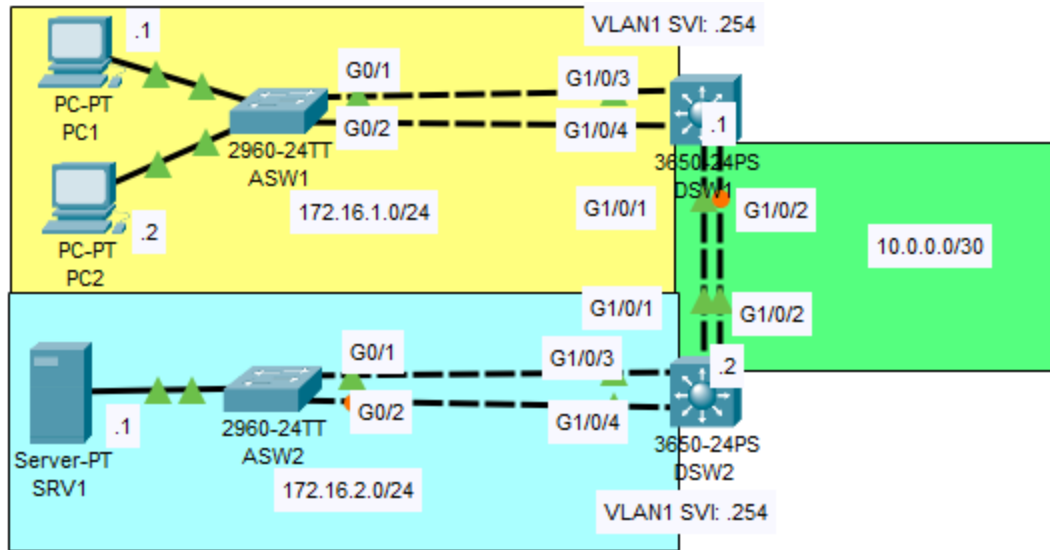 VLAN1 SVI: .254
.1
PC-PT
PC1
G0/1
G1/0/3
G0/2
G1/0/4
.1
2960-24TT
ASW1
3650-24PS
DSW1
172.16.1.0/24
G1/0/1
G1/0/2
.2
PC-PT
PC2
10.0.0.0/30
G1/0/1
G1/0/2
G0/1
G1/0/3
.2
G0/2
G1/0/4
.1
2960-24TT
ASW2
3650-24PS
DSW2
Server-PT
SRV1
172.16.2.0/24
VLAN1 SVI: .254